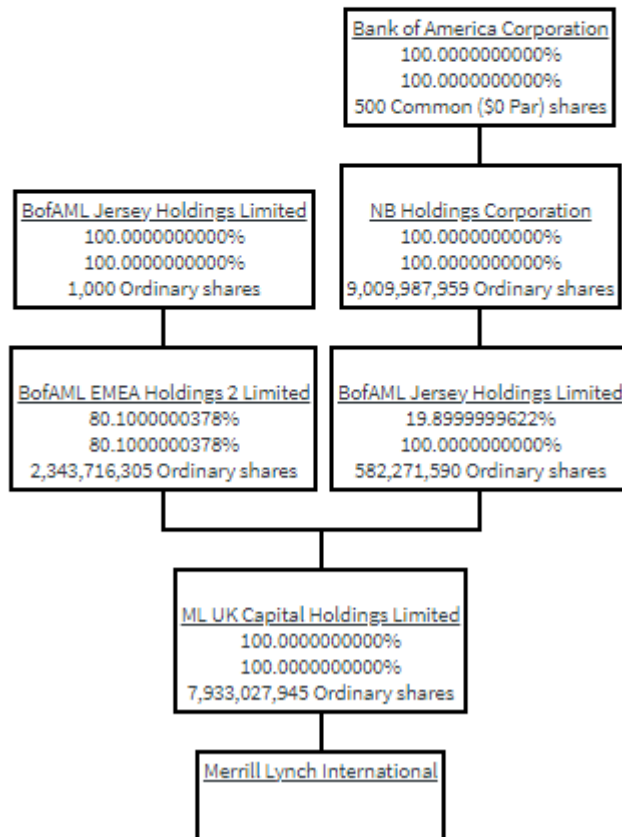 Bank of America Corporation
100.0000000000%
100.0000000000%
500 Common ($0 Par) shares
BofAML Jersey Holdings Limited
100.0000000000%
100.0000000000%
1,000 Ordinary shares
NB Holdings Corporation
100.0000000000%
100.0000000000%
9,009,987,959 Ordinary shares
BofAML EMEA Holdings 2 Limited
80.1000000378%
80.1000000378%
2,343,716,305 Ordinary shares
BofAML Jersey Holdings Limited
19.8999999622%
100.0000000000%
582,271,590 Ordinary shares
ML UK Capital Holdings Limited
100.0000000000%
100.0000000000%
7,933,027,945 Ordinary shares
Merrill Lynch International